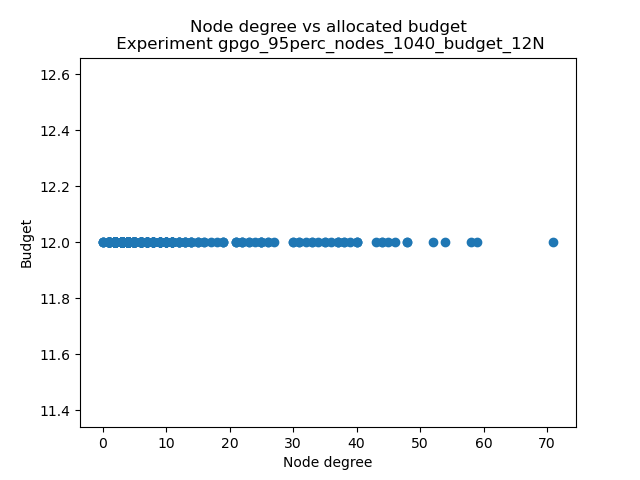 Node degree vs allocated budget
Experiment gpgo_95perc_nodes_1040_budget_12N
12.6
12.4
12.2
12.0
11.8
11.6
11.4
Budget
0 10 20 30 40 50 60 70
Node degree